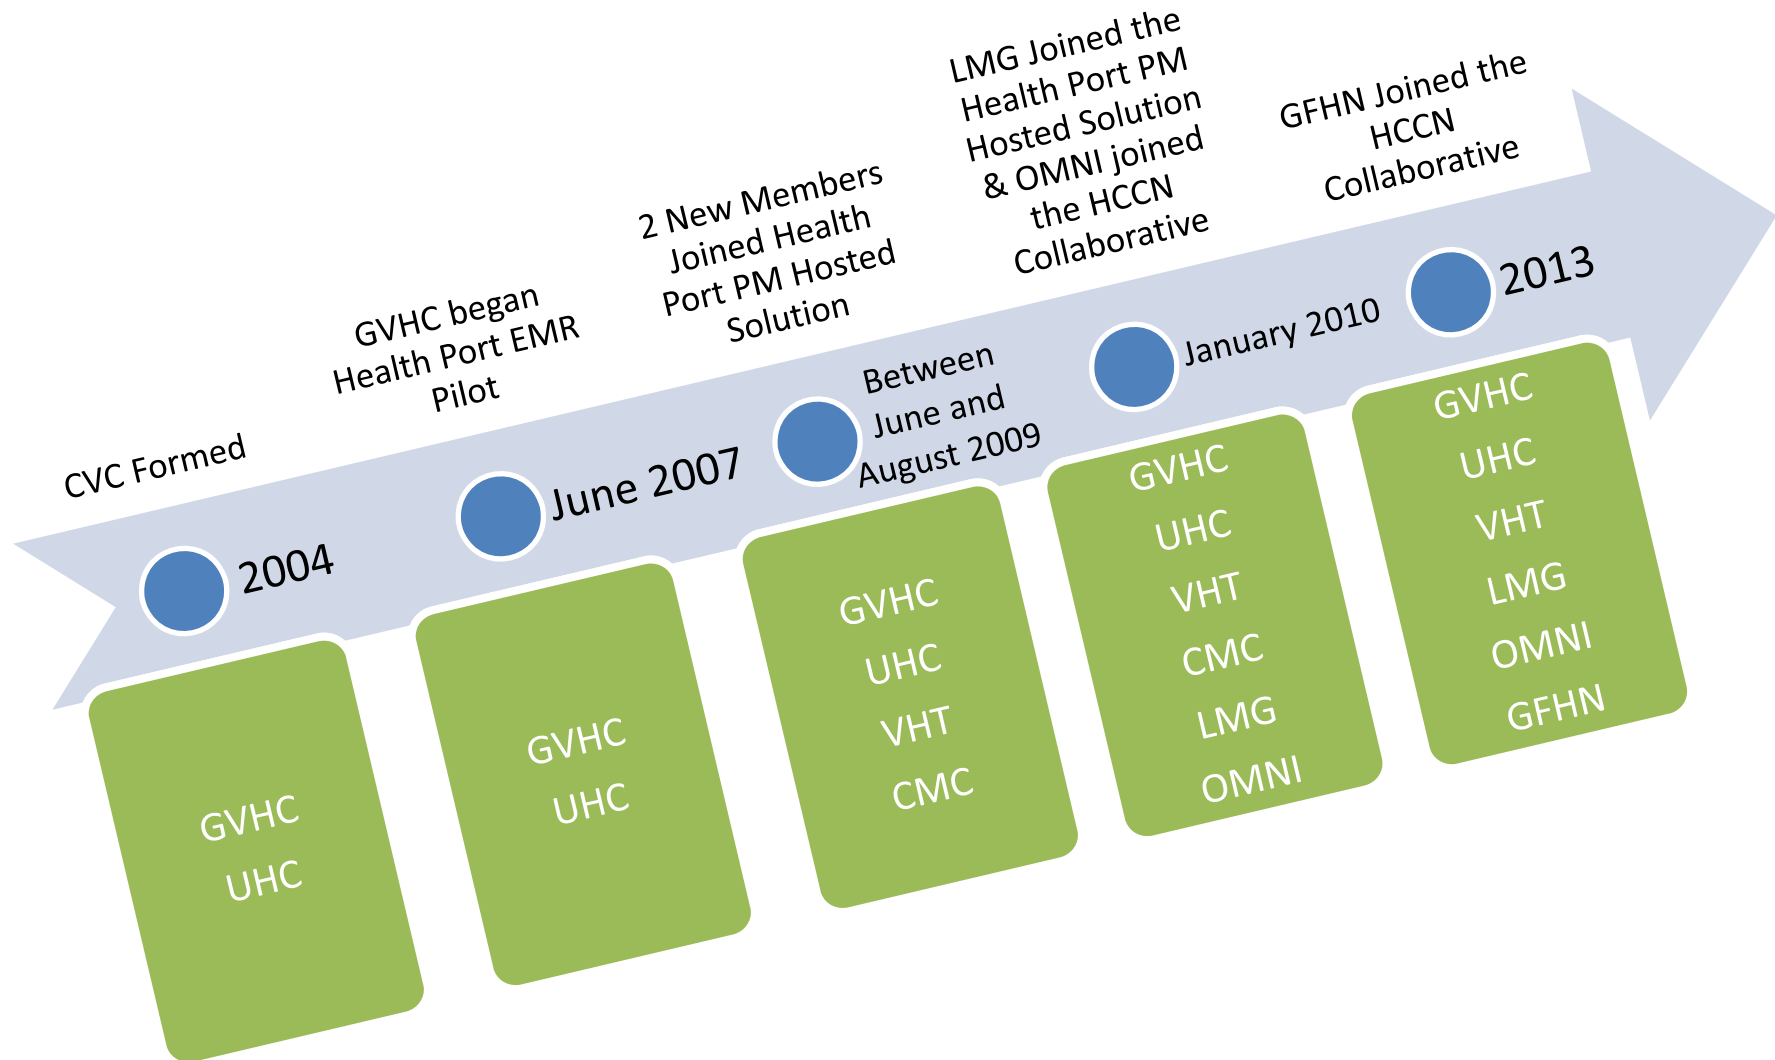 CVC Formed
2004
GVHC
UHC
GVHC began
Health Port EMR
Pilot
June 2007
GVHC
UHC
2 New Members
Joined Health
Port PM Hosted
Solution
Between
June and
August 2009
GVHC
UHC
VHT
CMC
LMG Joined the
Health Port PM
Hosted Solution
& OMNI joined
the HCCN
Collaborative
January 2010
GVHC
UHC
VHT
CMC
LMG
OMNI
GFHN Joined the
HCCN
Collaborative
2013
GVHC
UHC
VHT
LMG
OMNI
GFHN